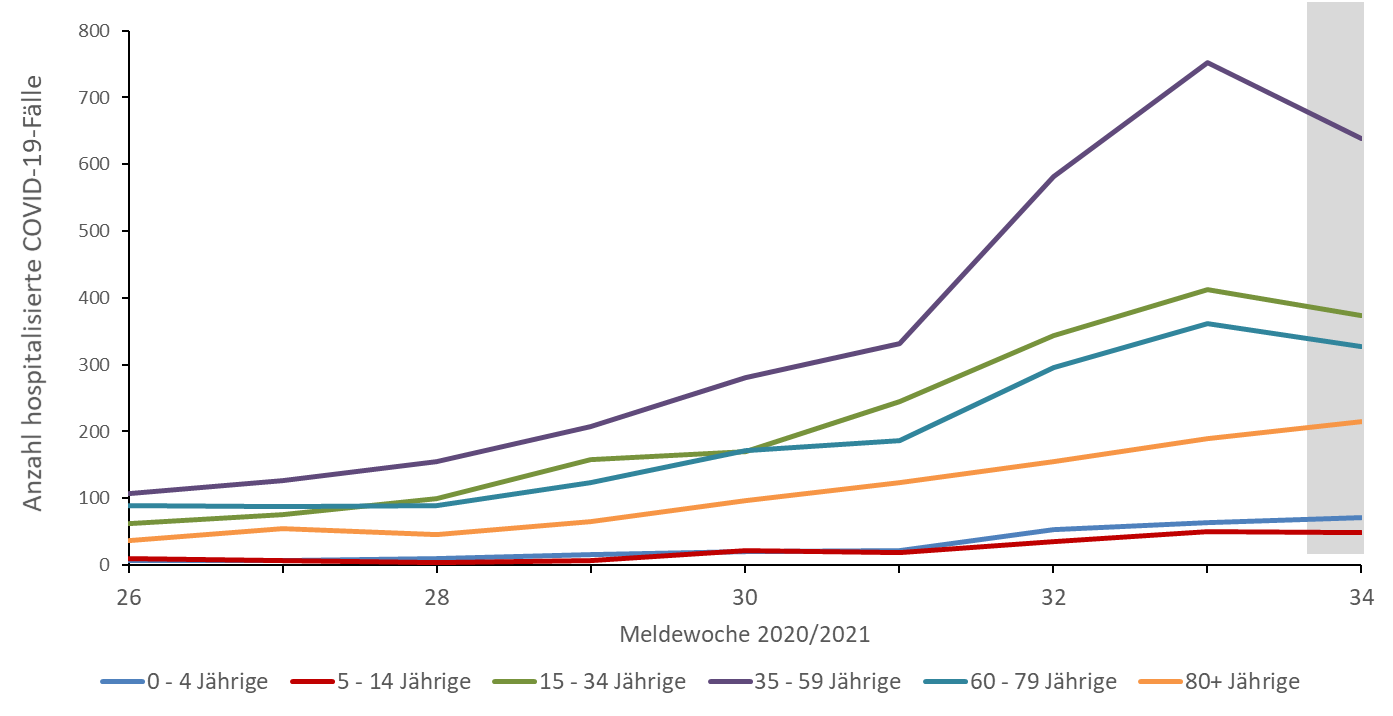 Anzahl hospitalisierte COVID-19-Fälle
800
700
600
500
400
300
200
100
0
26 28 30 32 34
Meldewoche 2020/2021
0 - 4 Jährige 5 - 14 Jährige 15 - 34 Jährige 35 - 59 Jährige 60 - 79 Jährige 80+ Jährige